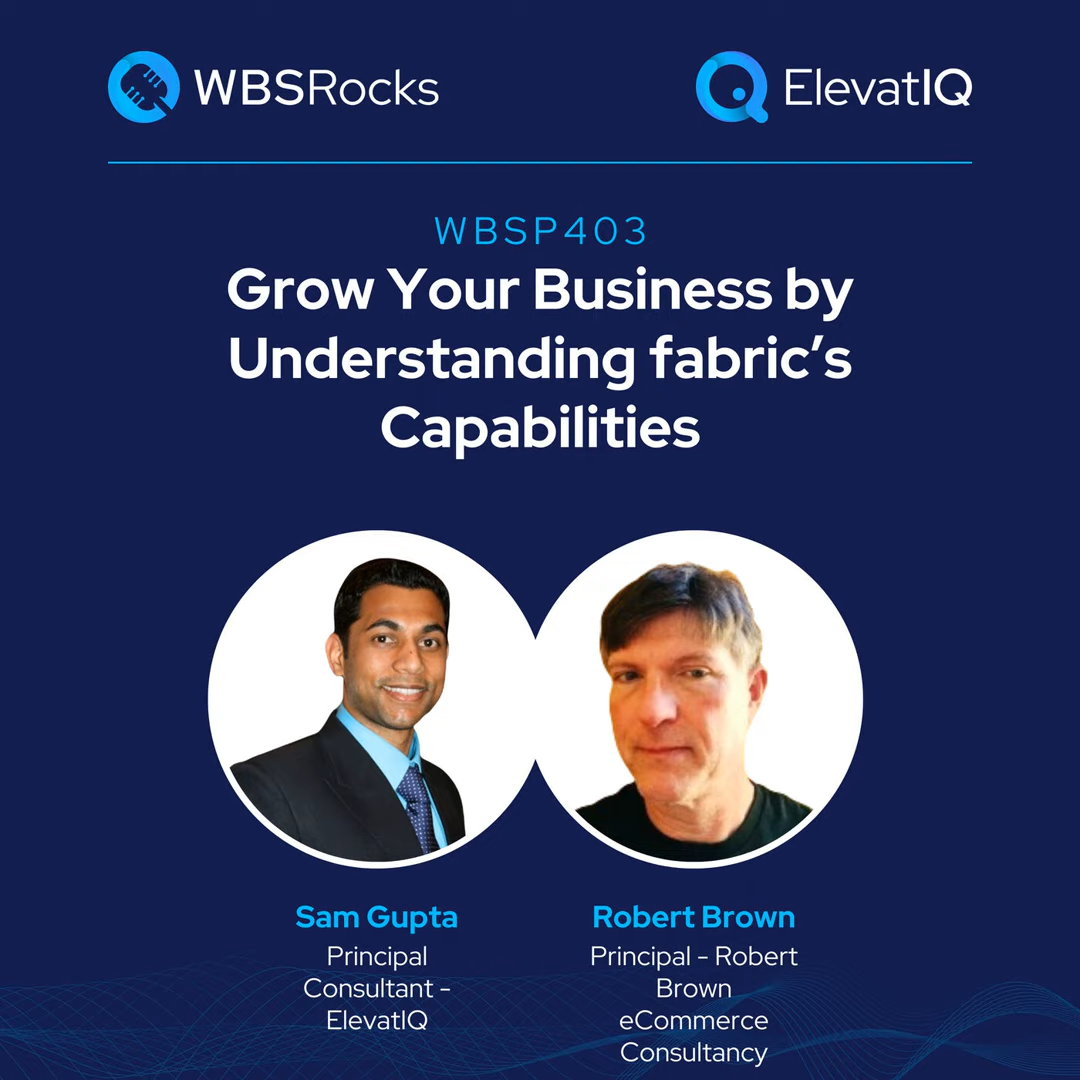 WBSRocks
ElevatIQ
WBSP403
Grow Your Business by
Understanding fabric’s
Capabilities
Sam Gupta
Principal
Consultant -
ElevatIQ
Robert Brown
Principal - Robert
Brown
eCommerce
Consultancy